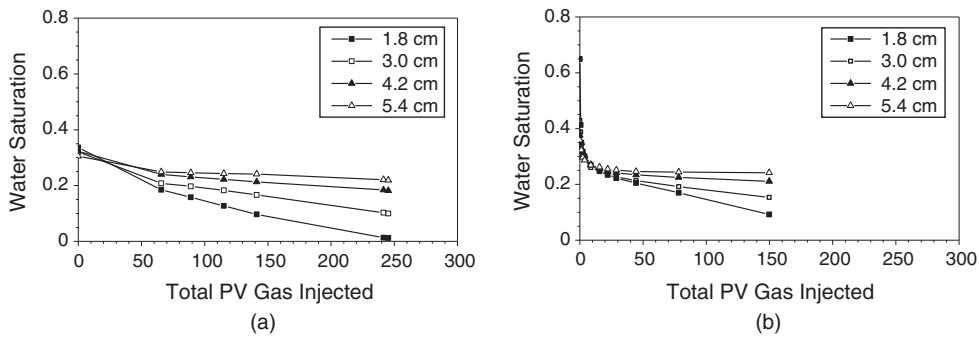 0.8
0.6
0.4
0.2
0
Water Saturation
1.8 cm
3.0 cm
4.2 cm
5.4 cm
0 50 100 150 200 250 300
Total PV Gas Injected
(a)
0.8
0.6
0.4
0.2
0
Water Saturation
1.8 cm
3.0 cm
4.2 cm
5.4 cm
0 50 100 150 200 250 300
Total PV Gas Injected
(b)